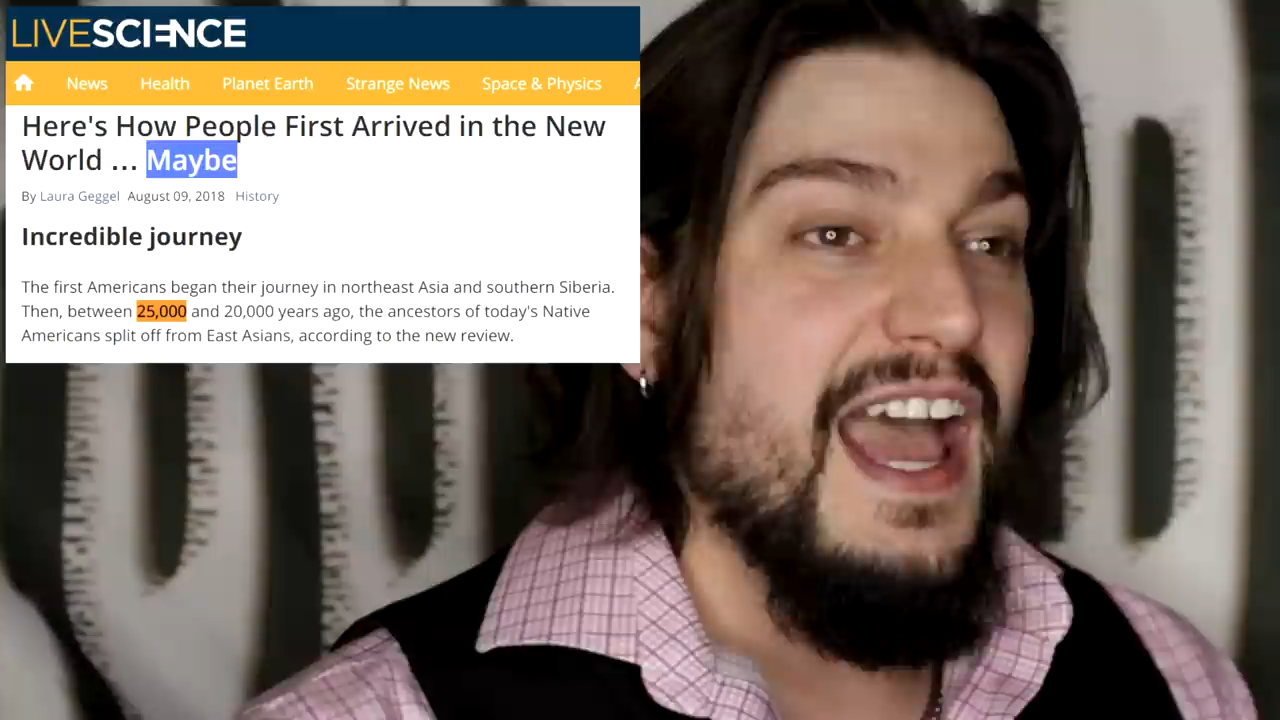 LIVESCIENCE
News Health Planet Earth Strange News Space & Physics
Here's How People First Arrived in the New
World ... Maybe
By Laura Geggel August 09, 2018 History
Incredible journey
The first Americans began their journey in northeast Asia and southern Siberia.
Then, between 25,000 and 20,000 years ago, the ancestors of today's Native
Americans split off from East Asians, according to the new review.